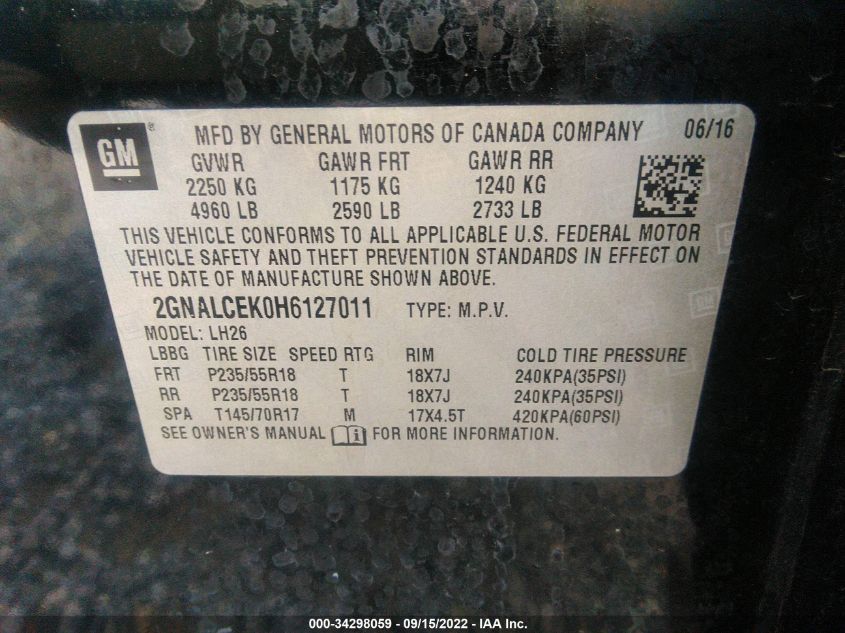 GM ® MFD BY GENERAL MOTORS OF CANADA COMPANY 06/16
GVWR GAWR FRT GAWR RR
2250 KG 1175 KG 1240 KG
4960 LB 2590 LB 2733 LB
THIS VEHICLE CONFORMS TO ALL APPLICABLE U.S. FEDERAL MOTOR
VEHICLE SAFETY AND THEFT PREVENTION STANDARDS IN EFFECT ON
THE DATE OF MANUFACTURE SHOWN ABOVE.
2GNALCEK0H6127011 TYPE: M.P.V.
MODEL: LH26
LBBG TIRE SIZE SPEED RTG RIM COLD TIRE PRESSURE
FRT P235/55R18 T 18X7J 240KPA(35PSI)
RR P235/55R18 T 18X7J 240KPA(35PSI)
SPA T145/70R17 M 17X4.5T 420KPA(60PSI)
SEE OWNER'S MANUAL i FOR MORE INFORMATION.
000-34298059 - 09/15/2022 - IAA Inc.